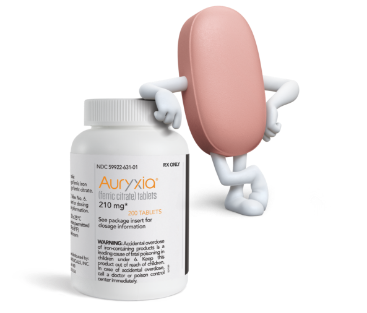 NDC 59922-631-01
RX ONLY
Auryxia®
(ferric citrate) tablets
210 mg*
200 TABLETS
See package insert for
dosage information
WARNING: Accidental overdose
of iron-containing products is a
leading cause of fatal poisoning in
children under 6. Keep this
product out of reach of children.
In case of accidental overdose,
call a doctor or poison control
center immediately.